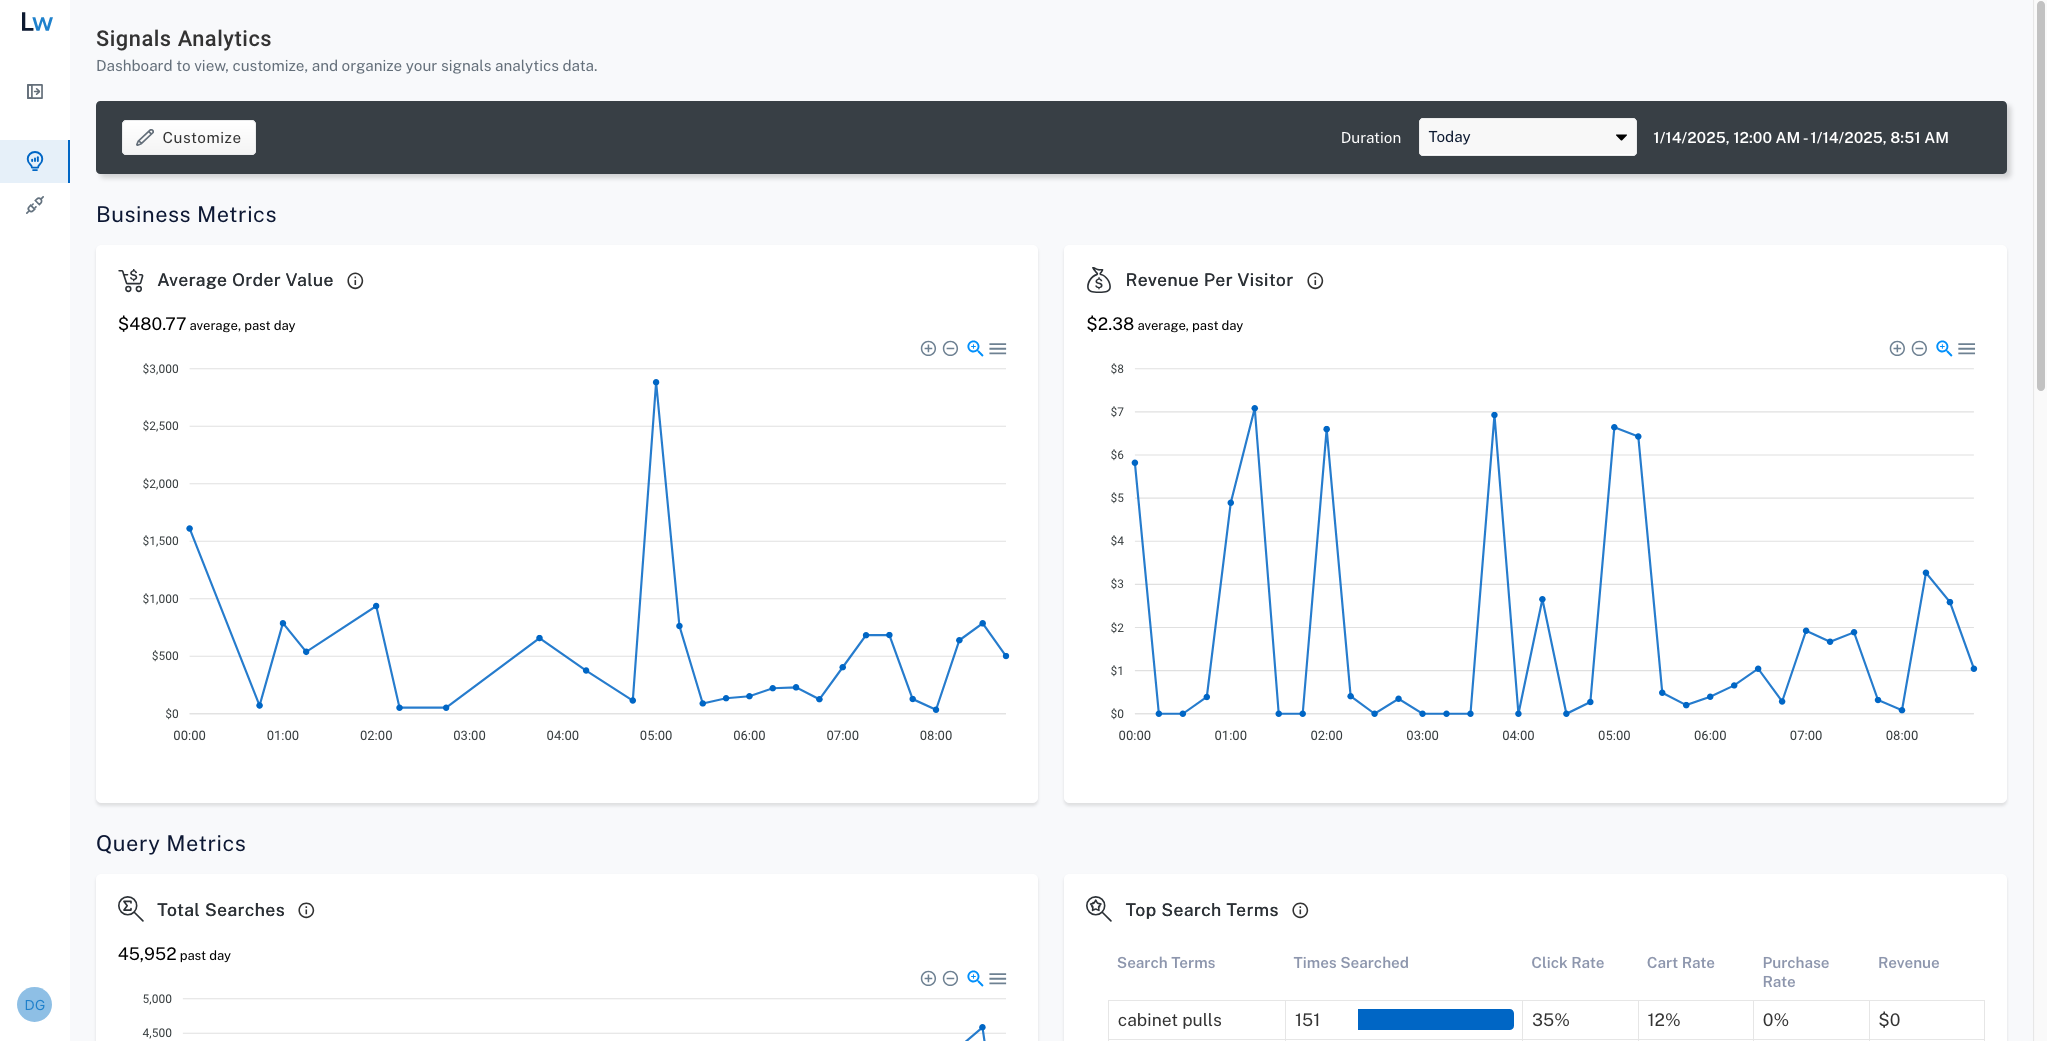 Lw
Signals Analytics
Dashboard to view, customize, and organize your signals analytics data.
Customize
Duration
Today
1/14/2025, 12:00 AM - 1/14/2025, 8:51 AM
Business Metrics
Average Order Value
$480.77 average, past day
$3,000
$2,500
$2,000
$1,500
$1,000
$500
$0
00:00 01:00 02:00 03:00 04:00 05:00 06:00 07:00 08:00
Revenue Per Visitor
$2.38 average, past day
$8
$7
$6
$5
$4
$3
$2
$1
$0
00:00 01:00 02:00 03:00 04:00 05:00 06:00 07:00 08:00
Query Metrics
Total Searches
45,952 past day
5,000
4,500
Top Search Terms
Search Terms Times Searched Click Rate Cart Rate Purchase Rate Revenue
cabinet pulls 151 35% 12% 0% $0
DG